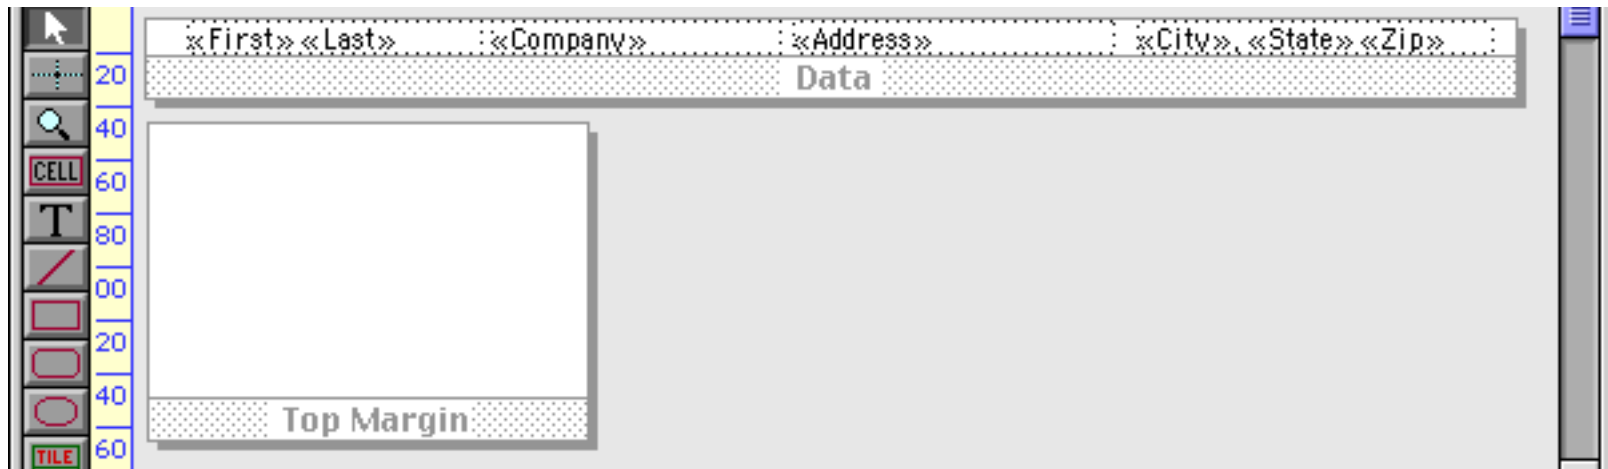 «First» «Last» «Company» «Address» «City», «State» «Zip»
20
Data
40
CELL
60
T
80
00
20
40
Top Margin
60
TILE